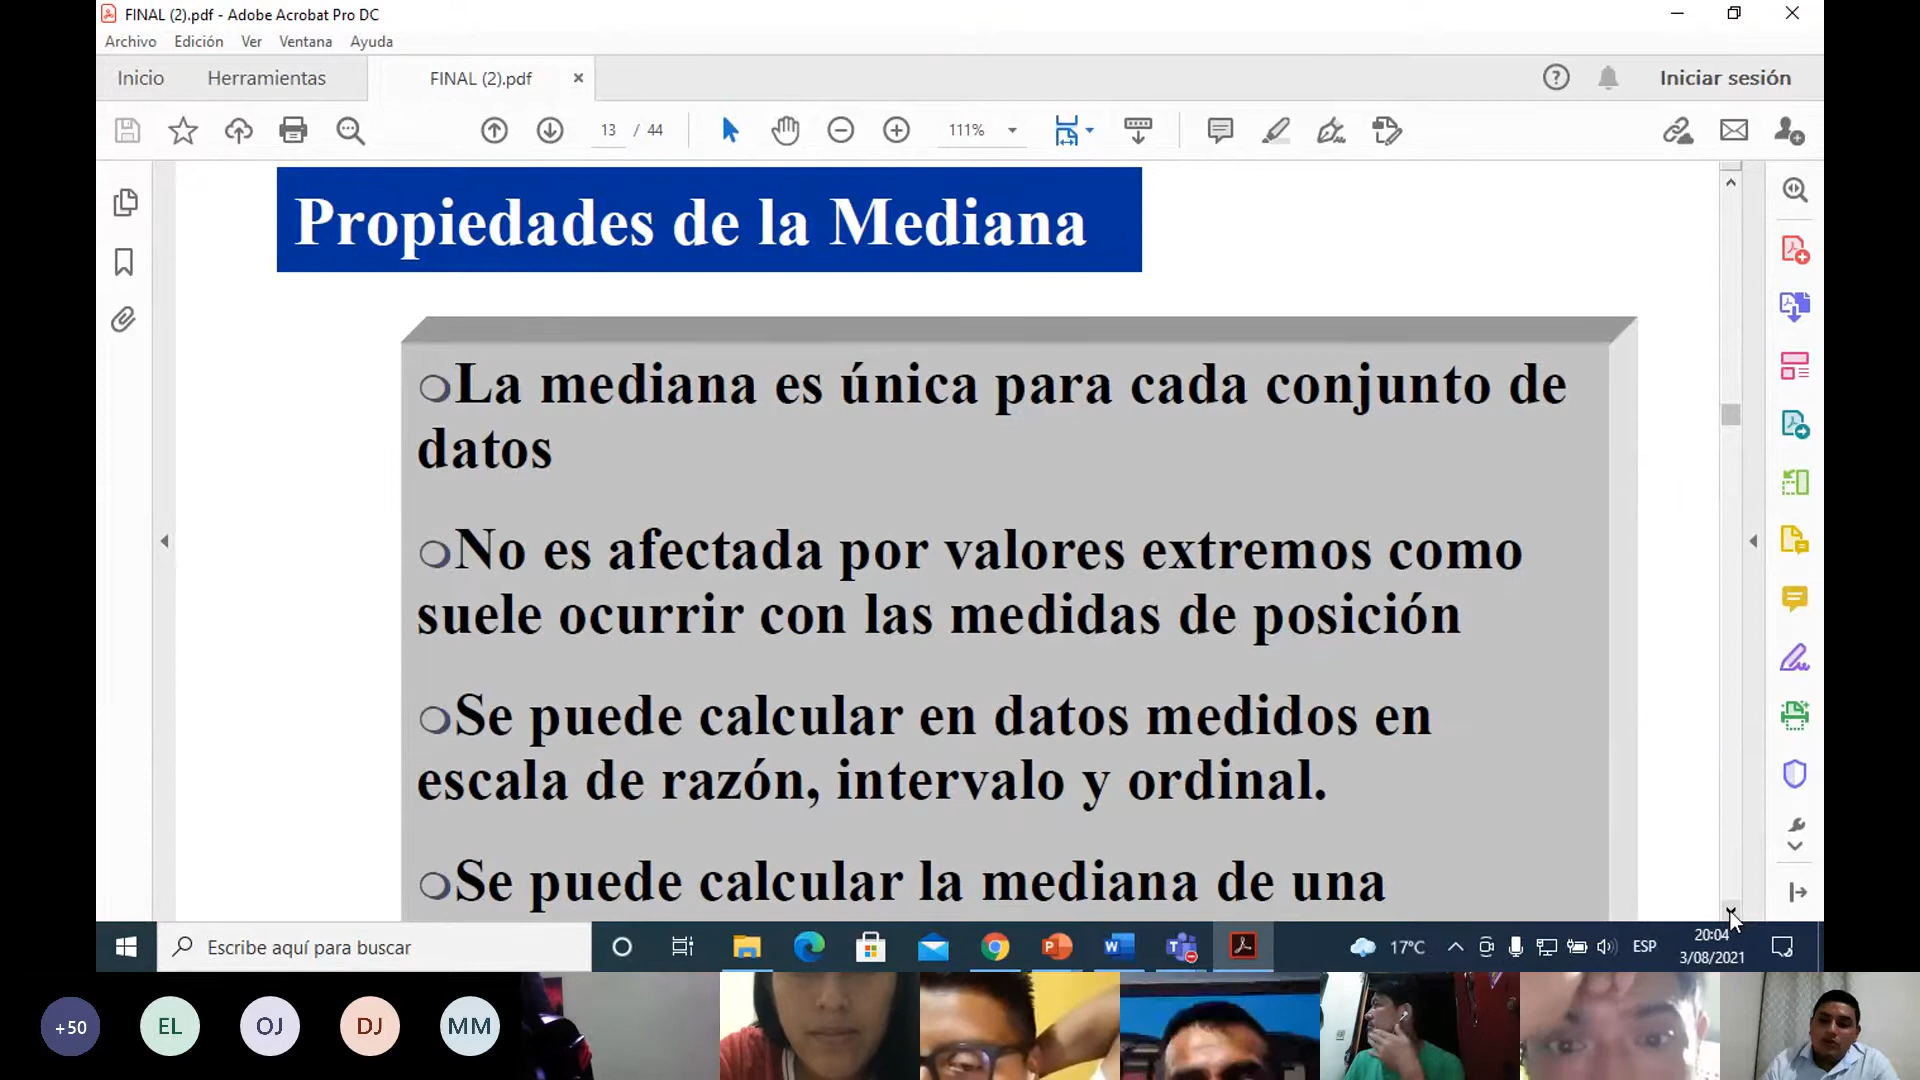 FINAL (2).pdf - Adobe Acrobat Pro DC
Archivo Edición Ver Ventana Ayuda
Inicio Herramientas FINAL (2).pdf Iniciar sesión
13 / 44 111%
Propiedades de la Mediana
La mediana es única para cada conjunto de
datos
No es afectada por valores extremos como
suele ocurrir con las medidas de posición
Se puede calcular en datos medidos en
escala de razón, intervalo y ordinal.
Se puede calcular la mediana de una
Escribe aquí para buscar
17°C ESP
20:04
3/08/2021
+50 EL OJ DJ MM